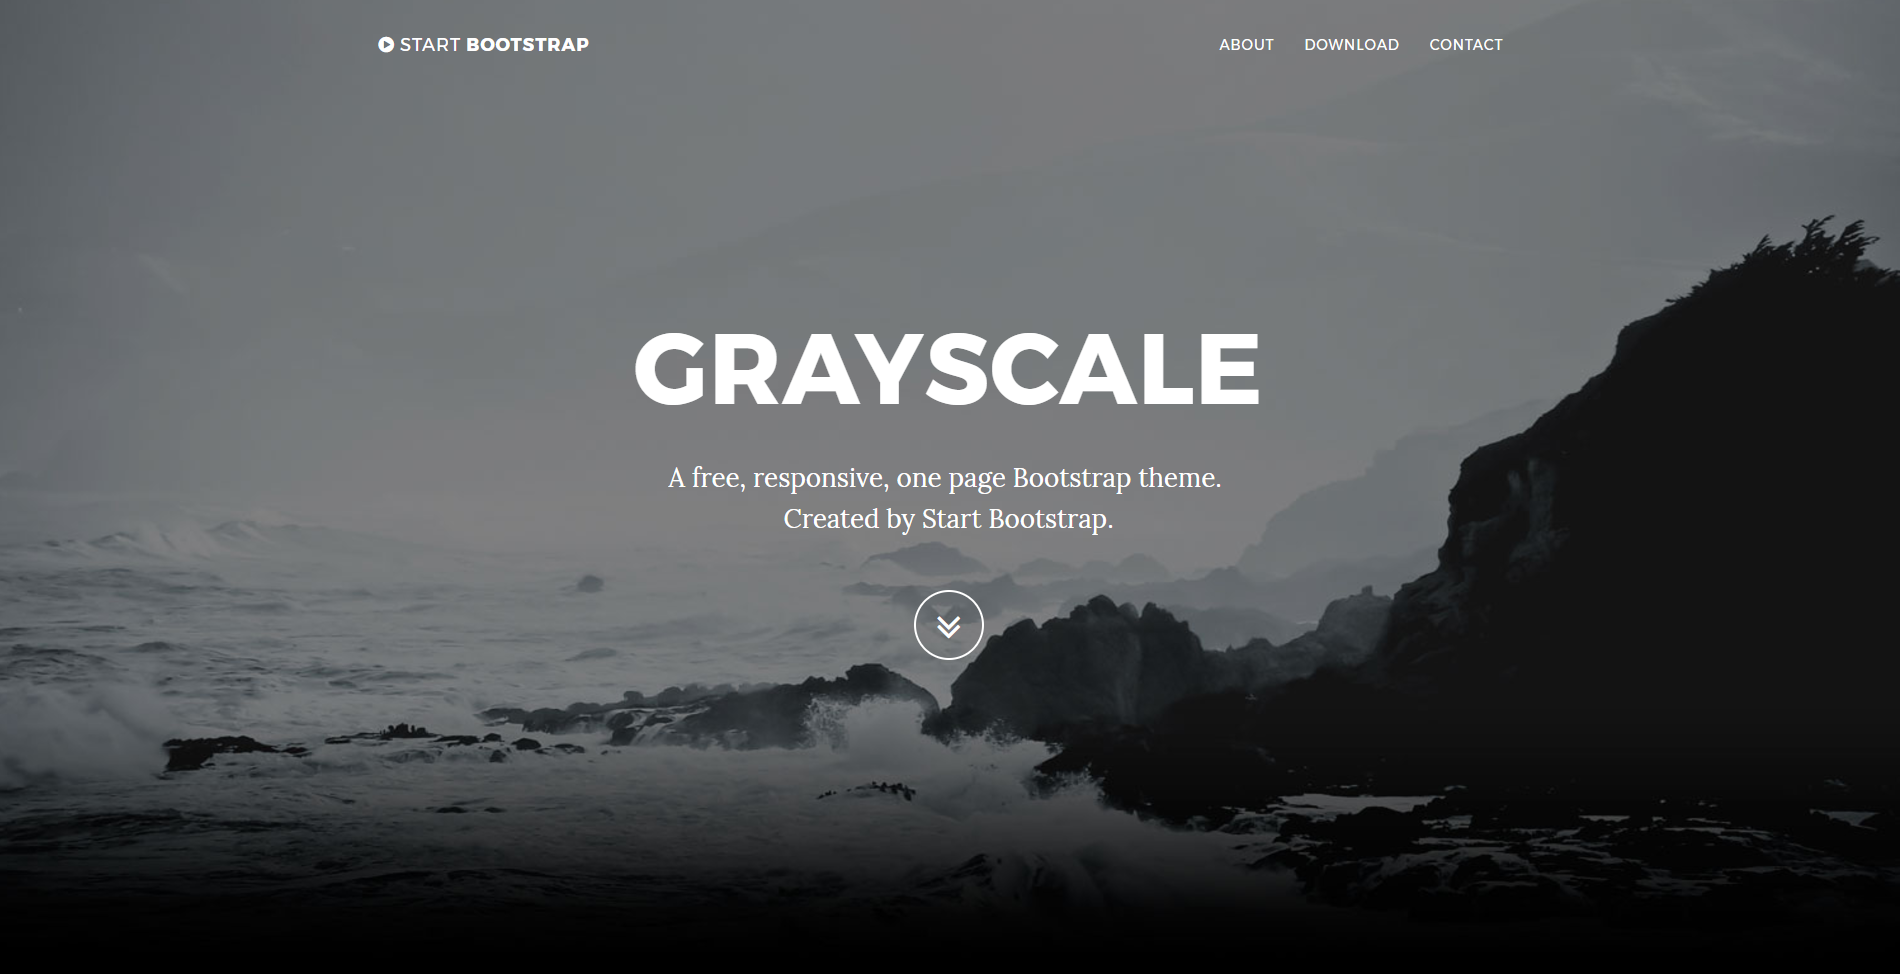 START BOOTSTRAP
ABOUT DOWNLOAD CONTACT
GRAYSCALE
A free, responsive, one page Bootstrap theme.
Created by Start Bootstrap.